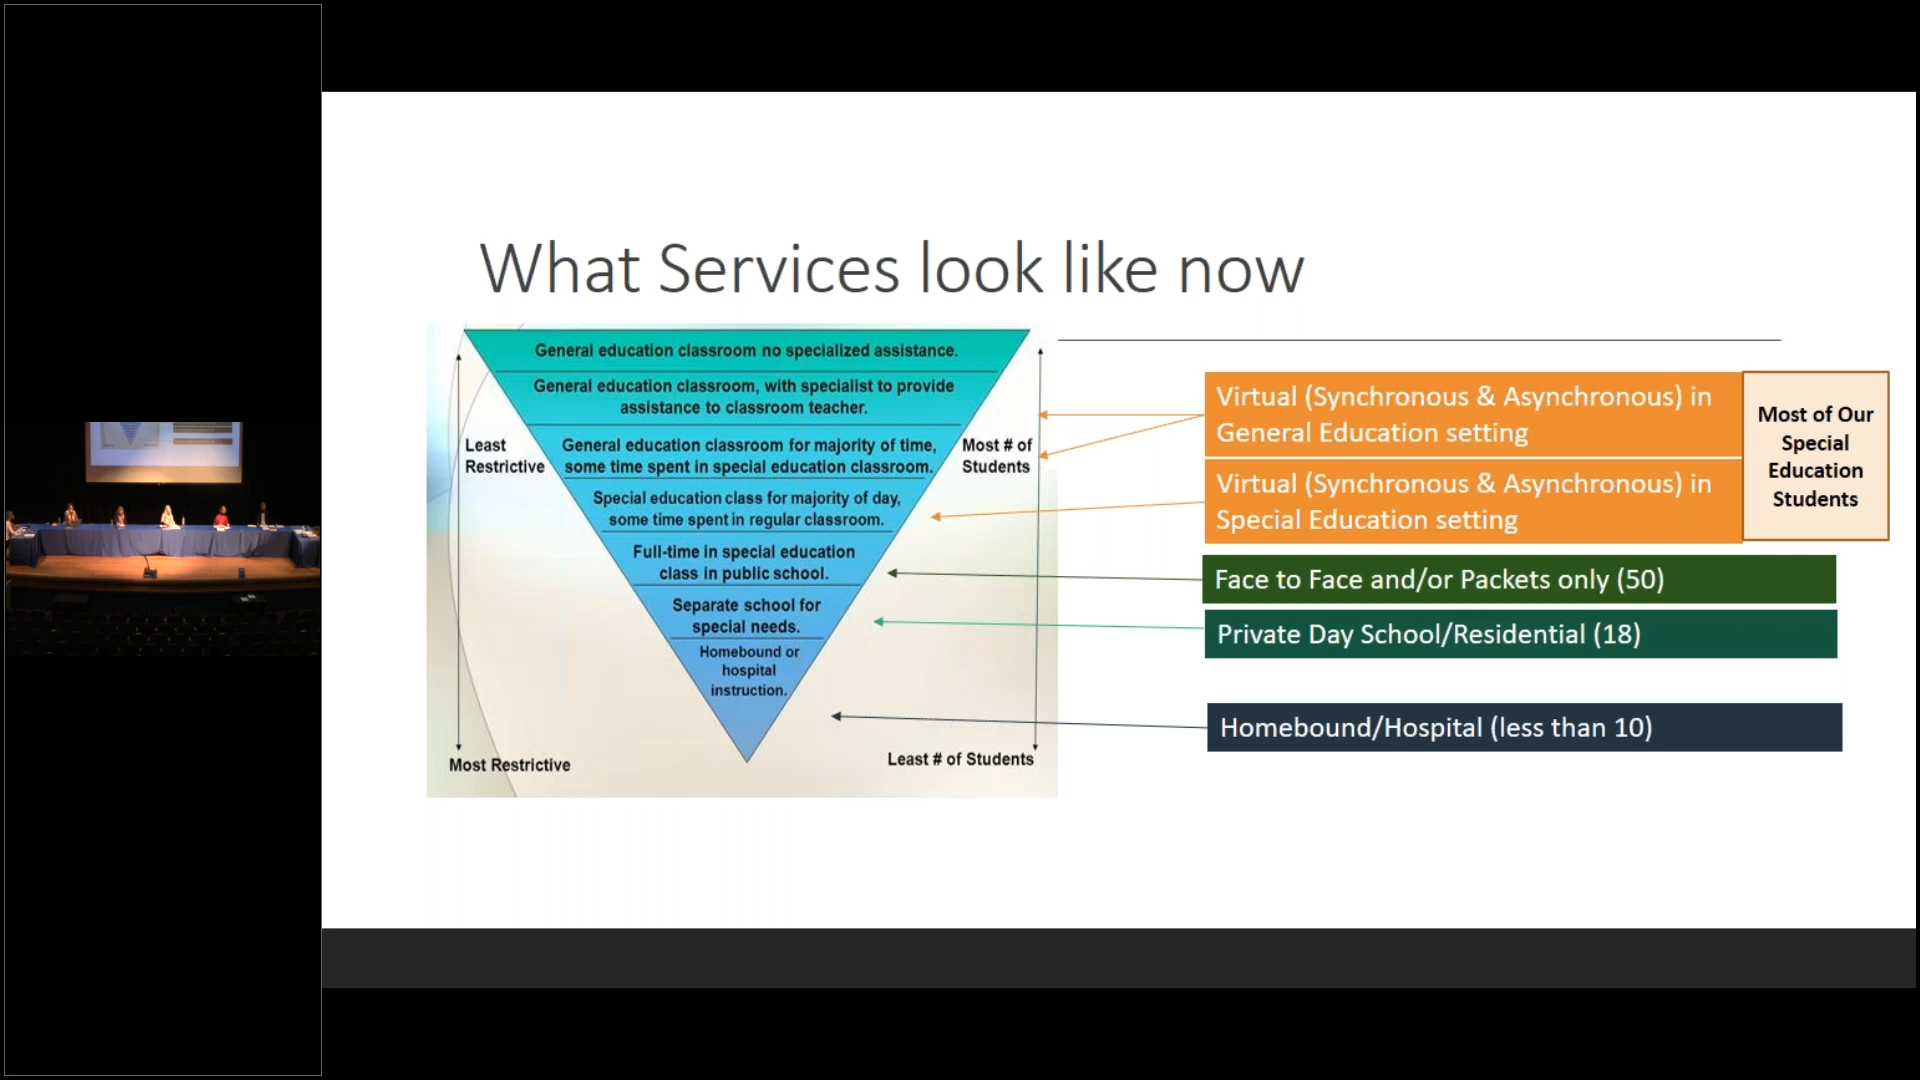 What Services look like now
General education classroom no specialized assistance.
General education classroom, with specialist to provide
assistance to classroom teacher.
General education classroom for majority of time,
some time spent in special education classroom.
Special education class for majority of day,
some time spent in regular classroom.
Full-time in special education
class in public school.
Separate school for
special needs.
Homebound or
hospital
instruction.
Least
Restrictive
Most Restrictive
Most # of
Students
Least # of Students
Virtual (Synchronous & Asynchronous) in
General Education setting
Virtual (Synchronous & Asynchronous) in
Special Education setting
Most of Our
Special
Education
Students
Face to Face and/or Packets only (50)
Private Day School/Residential (18)
Homebound/Hospital (less than 10)